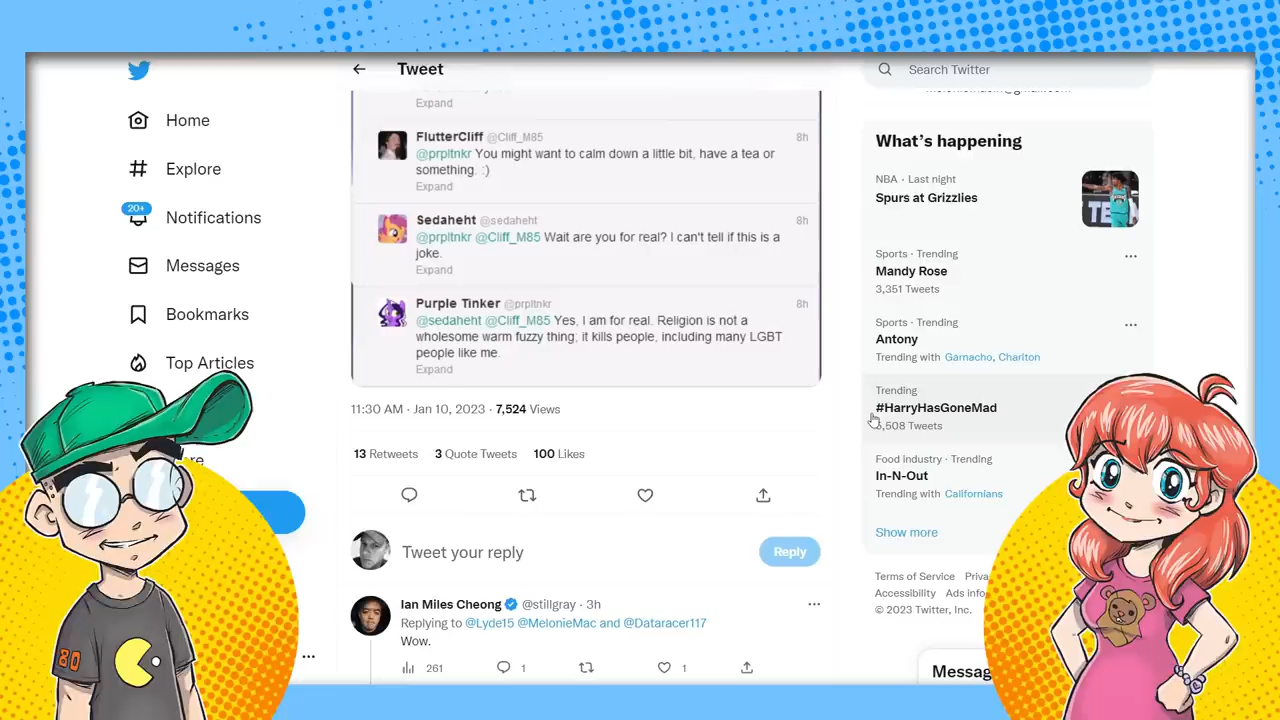 Tweet
Search Twitter
Home
Explore
20+
Notifications
Messages
Bookmarks
Top Articles
Expand
FlutterCliff @Cliff_M85 8h
@prpltnkr You might want to calm down a little bit, have a tea or
something. :)
Expand
Sedaheht @sedaheht 8h
@prpltnkr @Cliff_M85 Wait are you for real? I can't tell if this is a
joke.
Expand
Purple Tinker @prpltnkr 8h
@sedaheht @Cliff_M85 Yes, I am for real. Religion is not a
wholesome warm fuzzy thing; it kills people, including many LGBT
people like me.
Expand
11:30 AM · Jan 10, 2023 · 7,524 Views
13 Retweets 3 Quote Tweets 100 Likes
Tweet your reply
Reply
Ian Miles Cheong @stillgray · 3h
Replying to @Lyde15 @MelonieMac and @Dataracer117
Wow.
261 1 1
What's happening
NBA · Last night
Spurs at Grizzlies
Sports · Trending
Mandy Rose
3,351 Tweets
Sports · Trending
Antony
Trending with Garnacho, Charlton
Trending
#HarryHasGoneMad
,508 Tweets
Food industry · Trending
In-N-Out
Trending with Californians
Show more
Terms of Service Priva
Accessibility Ads info
© 2023 Twitter, Inc.
Messag
80